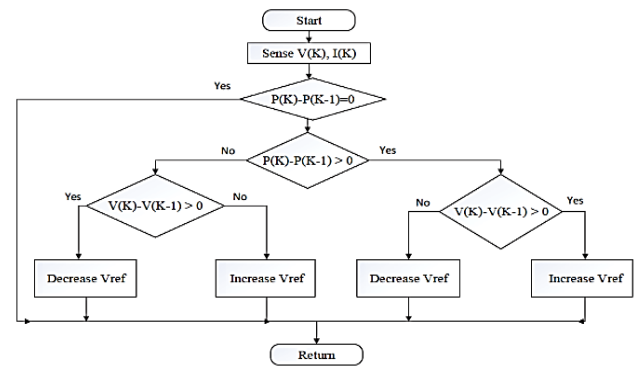 Start
Sense V(K), I(K)
Yes
P(K)-P(K-1)=0
No
P(K)-P(K-1) > 0
Yes
Yes
V(K)-V(K-1) > 0
No
No
V(K)-V(K-1) > 0
Yes
Decrease Vref
Increase Vref
Decrease Vref
Increase Vref
Return